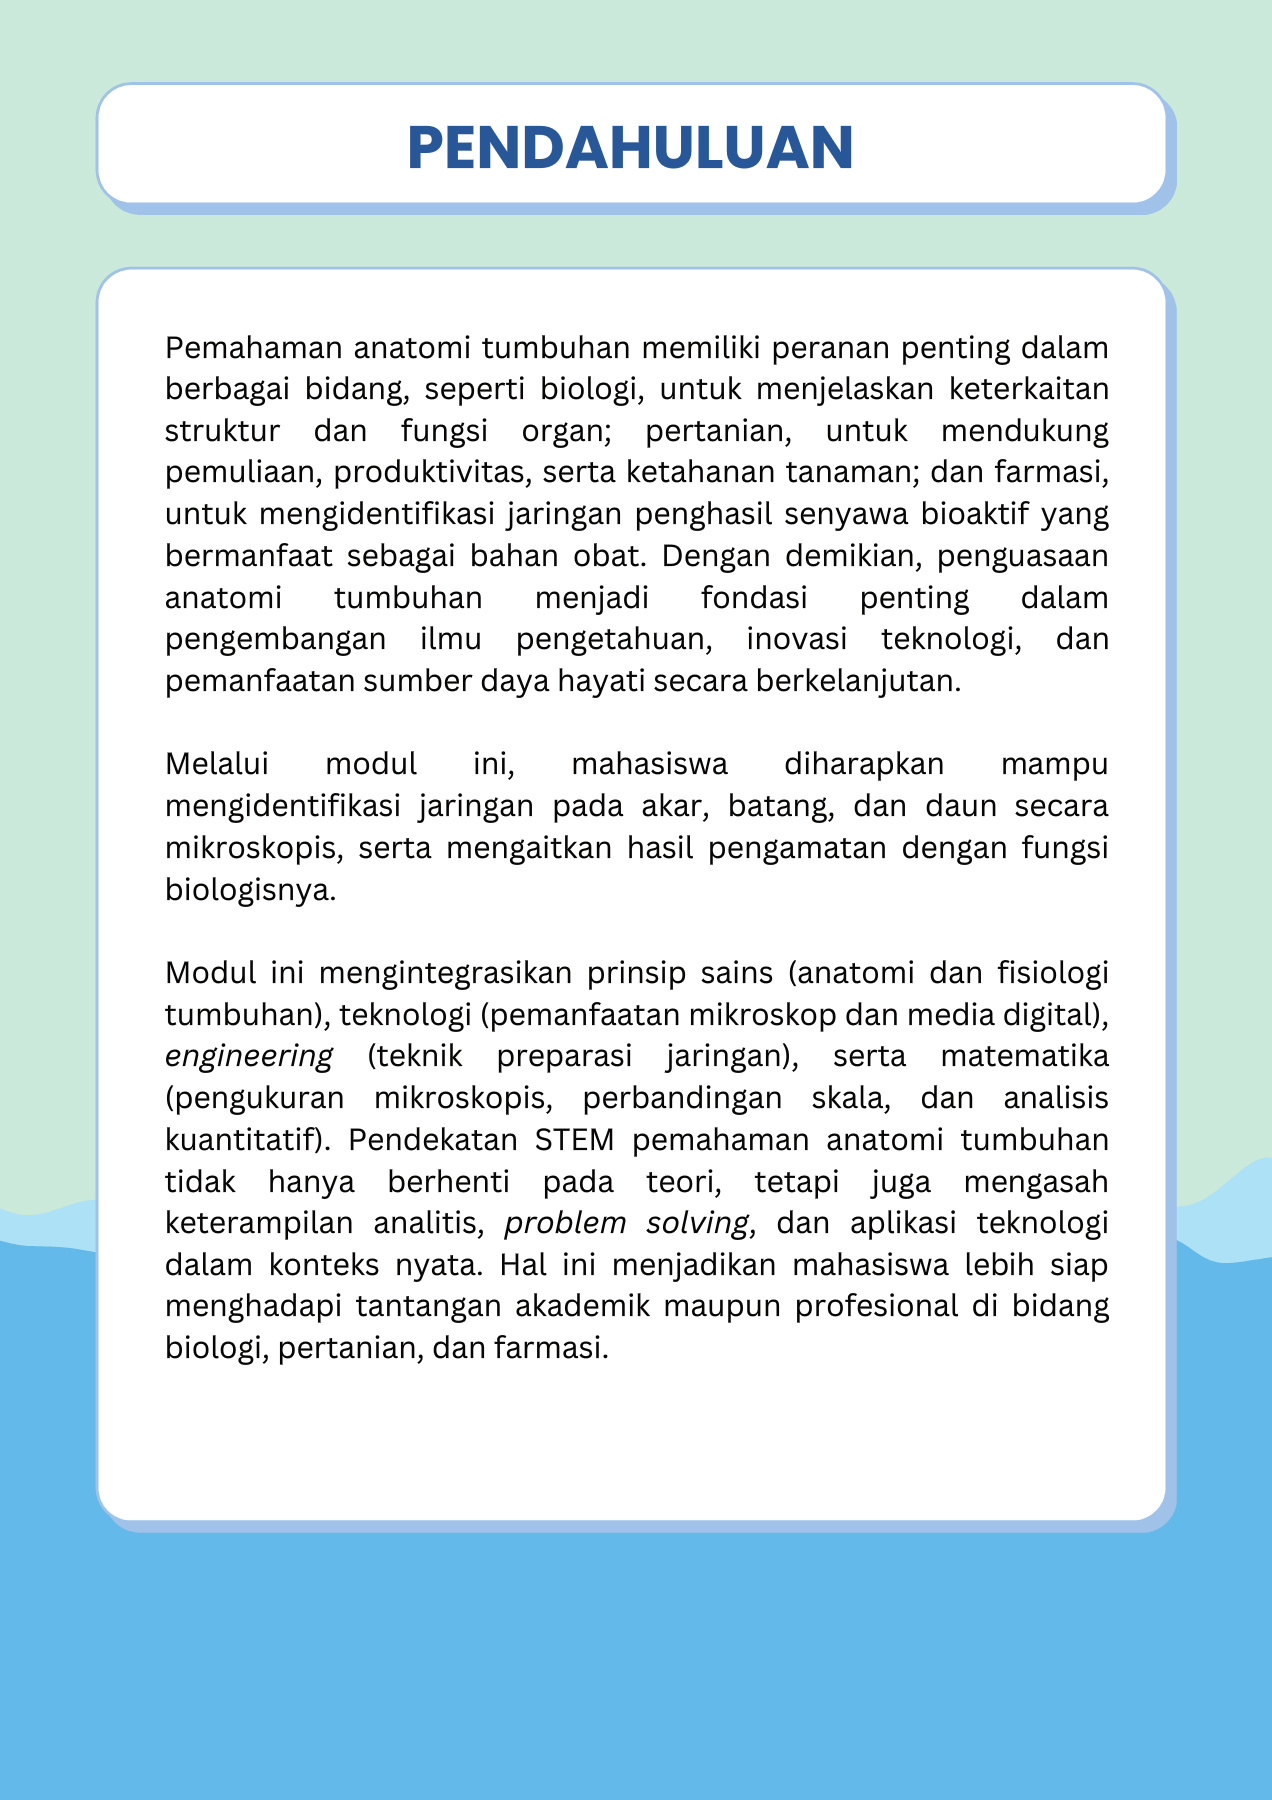 PENDAHULUAN
Pemahaman anatomi tumbuhan memiliki peranan penting dalam
berbagai bidang, seperti biologi, untuk menjelaskan keterkaitan
struktur dan fungsi organ; pertanian, untuk mendukung
pemuliaan, produktivitas, serta ketahanan tanaman; dan farmasi,
untuk mengidentifikasi jaringan penghasil senyawa bioaktif yang
bermanfaat sebagai bahan obat. Dengan demikian, penguasaan
anatomi tumbuhan menjadi fondasi penting dalam
pengembangan ilmu pengetahuan, inovasi teknologi, dan
pemanfaatan sumber daya hayati secara berkelanjutan.
Melalui modul ini, mahasiswa diharapkan mampu
mengidentifikasi jaringan pada akar, batang, dan daun secara
mikroskopis, serta mengaitkan hasil pengamatan dengan fungsi
biologisnya.
Modul ini mengintegrasikan prinsip sains (anatomi dan fisiologi
tumbuhan), teknologi (pemanfaatan mikroskop dan media digital),
engineering (teknik preparasi jaringan), serta matematika
(pengukuran mikroskopis, perbandingan skala, dan analisis
kuantitatif). Pendekatan STEM pemahaman anatomi tumbuhan
tidak hanya berhenti pada teori, tetapi juga mengasah
keterampilan analitis, problem solving, dan aplikasi teknologi
dalam konteks nyata. Hal ini menjadikan mahasiswa lebih siap
menghadapi tantangan akademik maupun profesional di bidang
biologi, pertanian, dan farmasi.